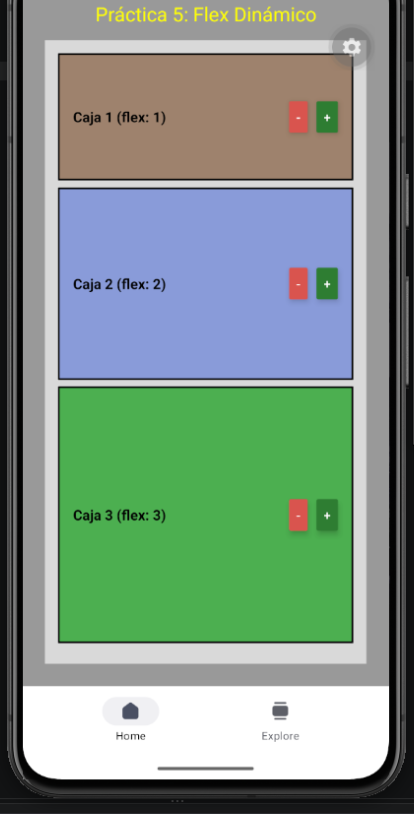 Práctica 5: Flex Dinámico
Caja 1 (flex: 1)
- +
Caja 2 (flex: 2)
- +
Caja 3 (flex: 3)
- +
Home Explore